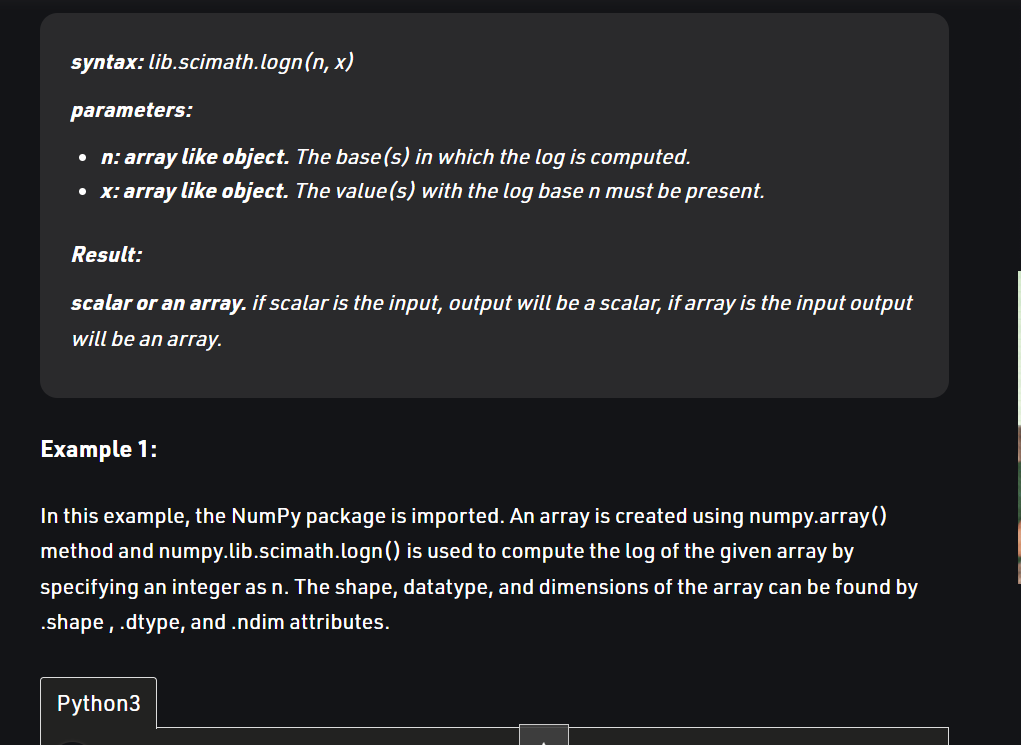 syntax: lib.scimath.logn(n, x)
parameters:
n: array like object. The base(s) in which the log is computed.
x: array like object. The value(s) with the log base n must be present.
Result:
scalar or an array. if scalar is the input, output will be a scalar, if array is the input output
will be an array.
Example 1:
In this example, the NumPy package is imported. An array is created using numpy.array()
method and numpy.lib.scimath.logn() is used to compute the log of the given array by
specifying an integer as n. The shape, datatype, and dimensions of the array can be found by
.shape , .dtype, and .ndim attributes.
Python3